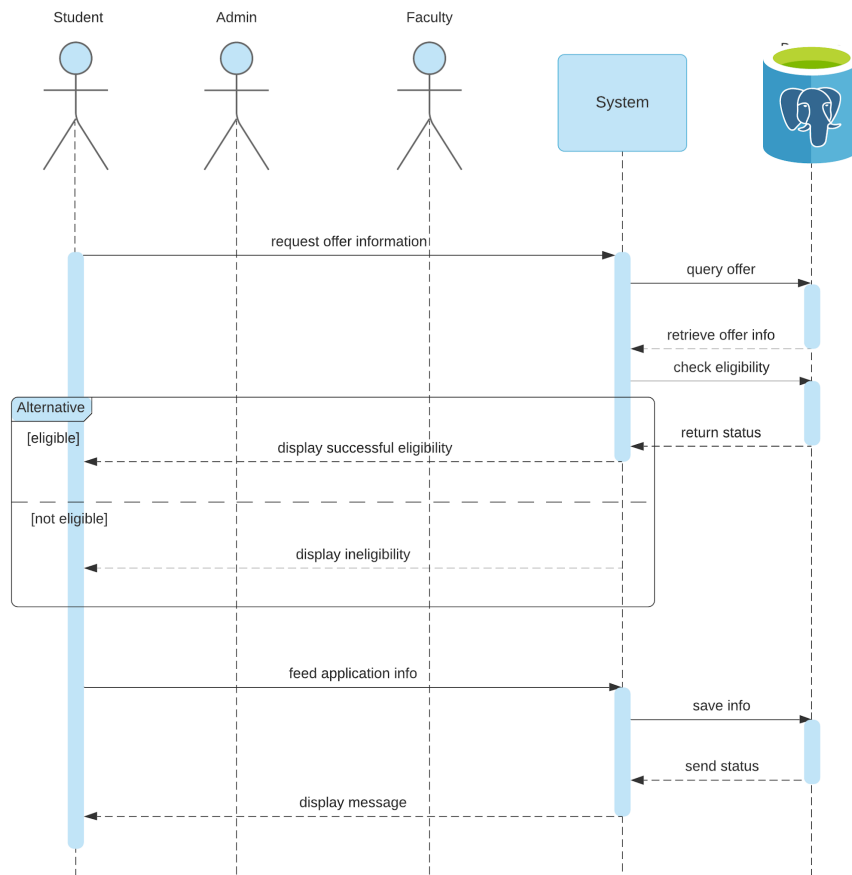 Student
Admin
Faculty
System
request offer information
query offer
retrieve offer info
check eligibility
Alternative
[eligible]
return status
display successful eligibility
[not eligible]
display ineligibility
feed application info
save info
send status
display message